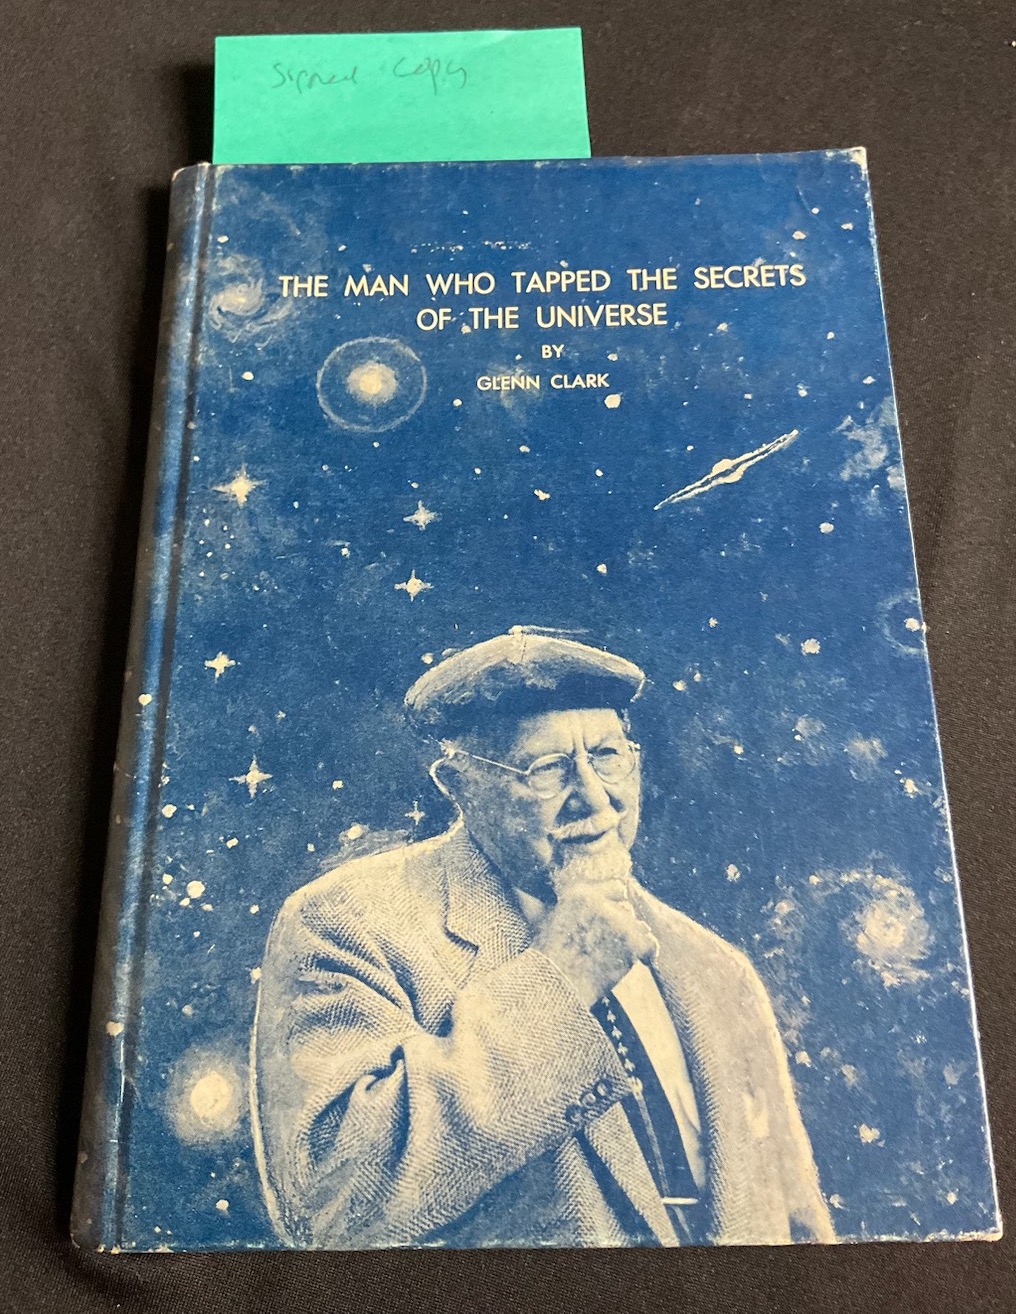 Signed Copy
THE MAN WHO TAPPED THE SECRETS
OF THE UNIVERSE
BY
GLENN CLARK